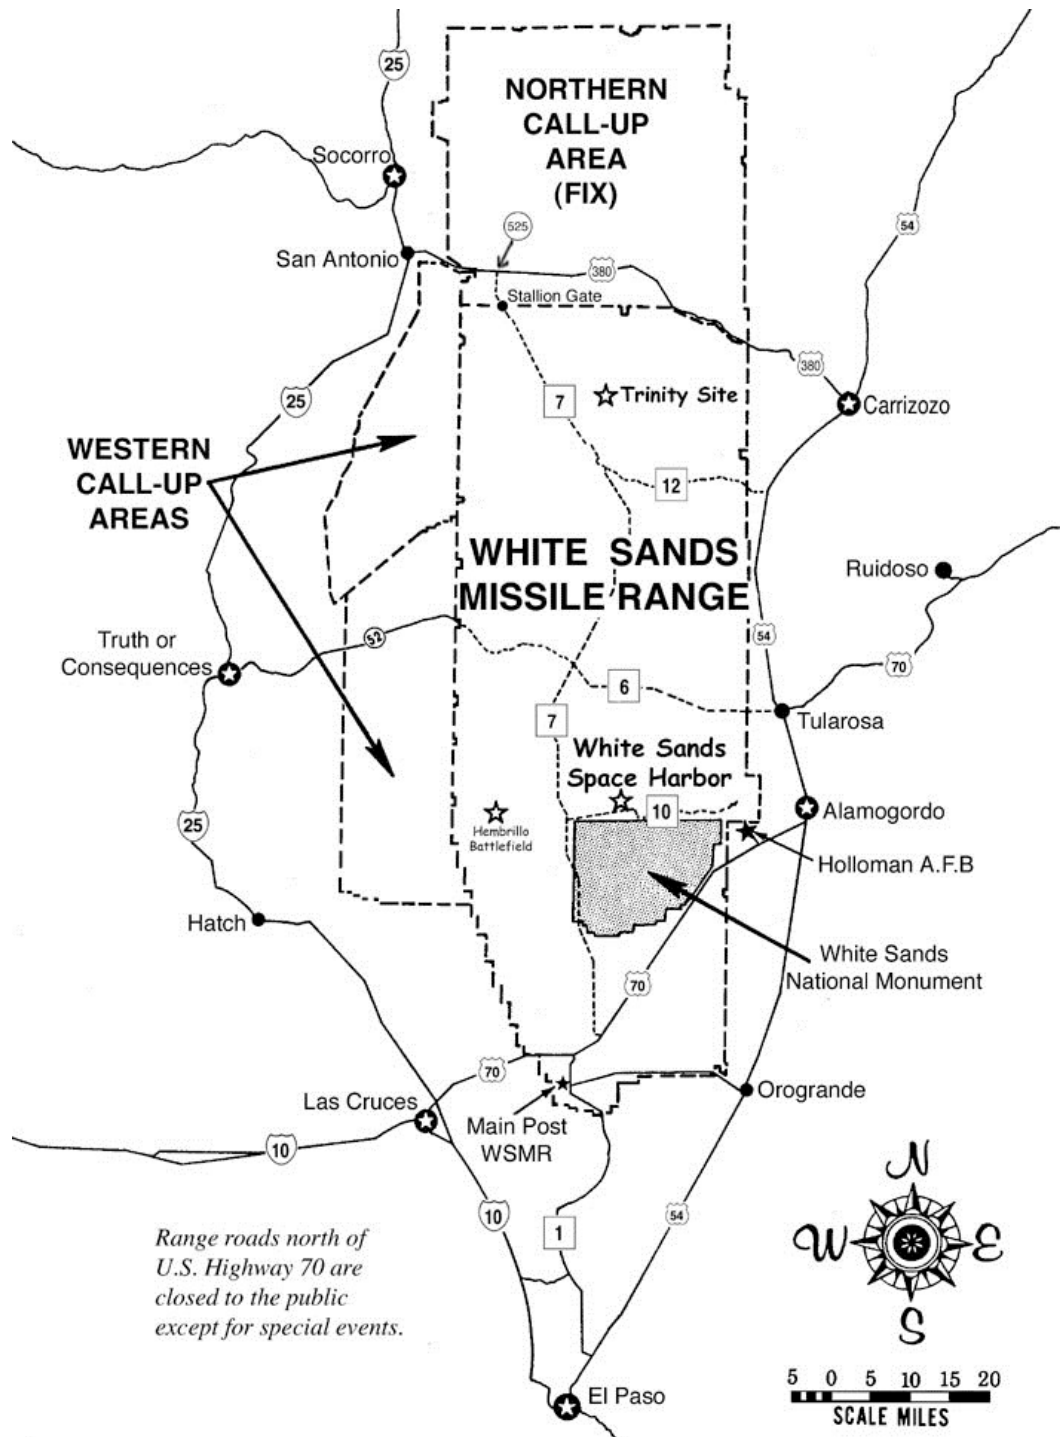 25
NORTHERN
CALL-UP
AREA
(FIX)
Socorro
525
54
San Antonio
380
Stallion Gate
380
7
Trinity Site
25
Carrizozo
WESTERN
CALL-UP
AREAS
12
WHITE SANDS
MISSILE RANGE
Ruidoso
Truth or
Consequences
52
54
70
6
7
Tularosa
White Sands
Space Harbor
10
25
Hembrillo
Battlefield
Alamogordo
Holloman A.F.B
Hatch
White Sands
National Monument
70
70
Las Cruces
Orogrande
Main Post
WSMR
10
10
54
1
N
W
E
S
Range roads north of
U.S. Highway 70 are
closed to the public
except for special events.
5 0 5 10 15 20
SCALE MILES
El Paso